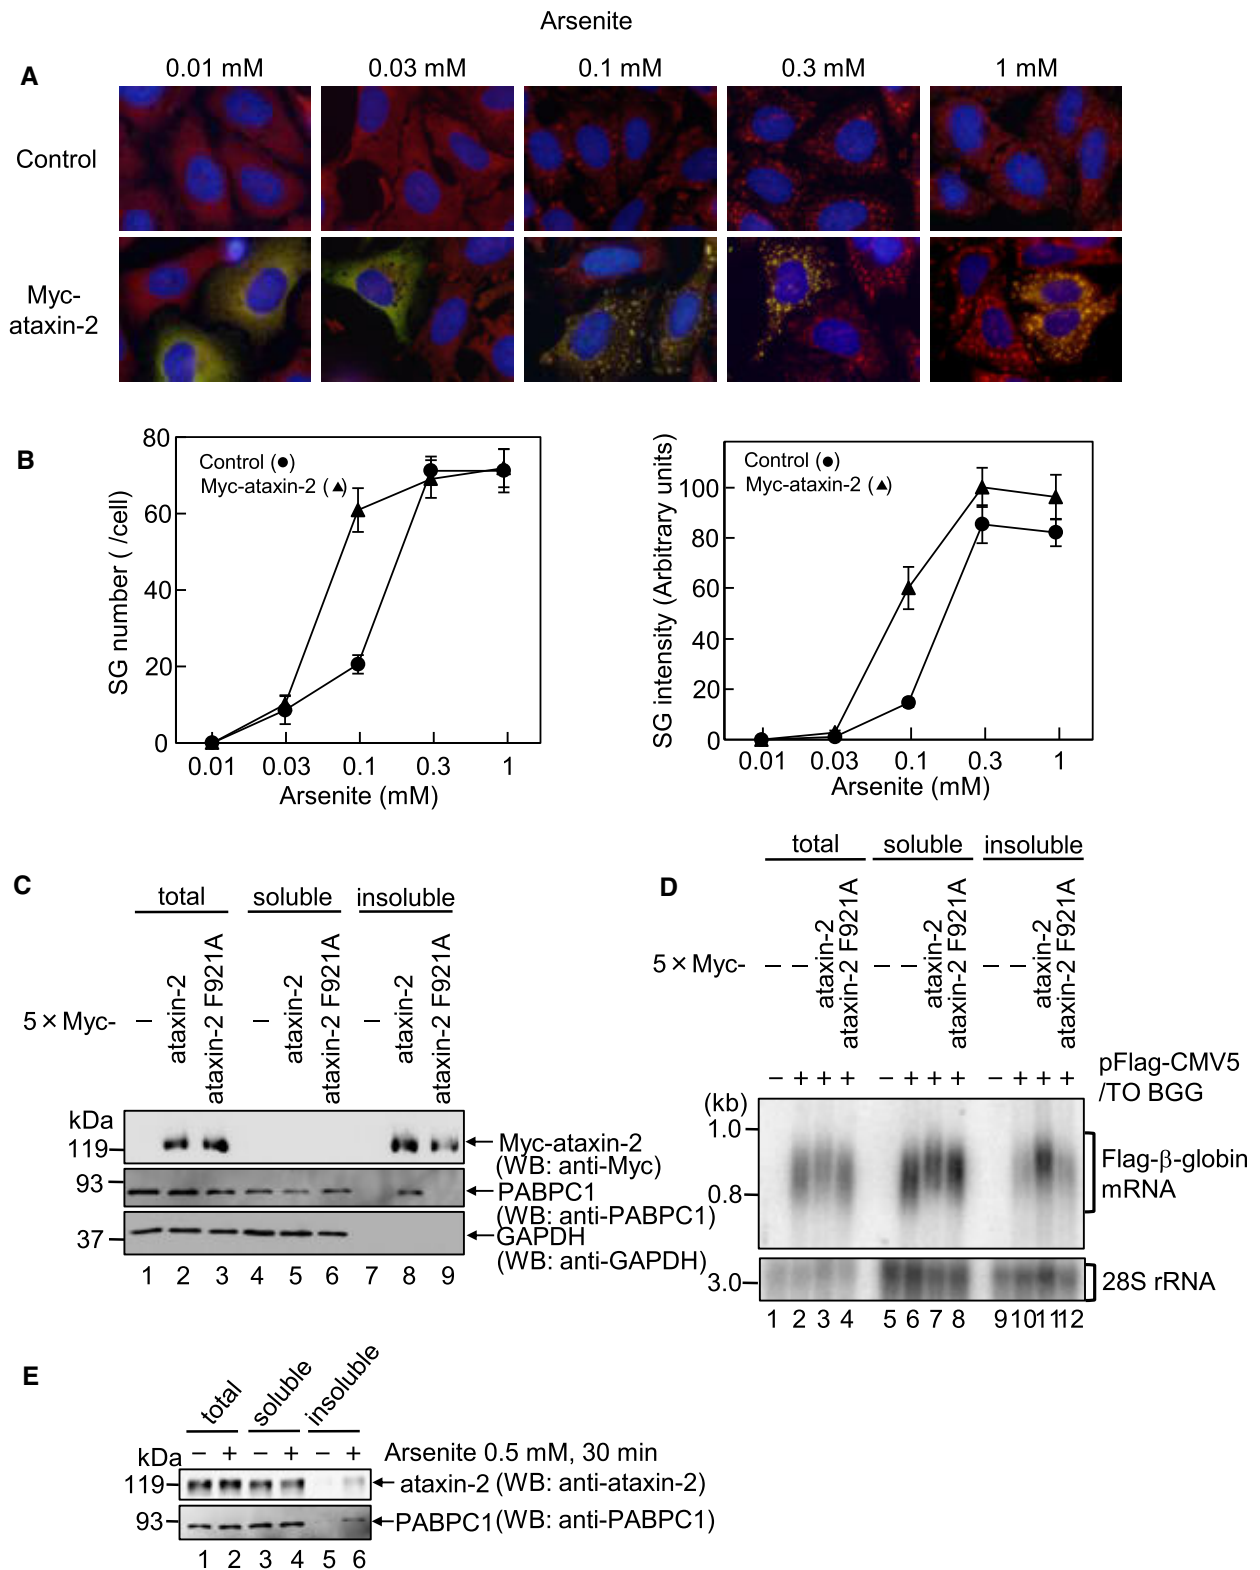 Arsenite
A
0.01 mM 0.03 mM 0.1 mM 0.3 mM 1 mM
Control
Myc-
ataxin-2
B
80
60
40
20
0
SG number ( /cell)
Control (●)
Myc-ataxin-2 (▲)
0.01 0.03 0.1 0.3 1
Arsenite (mM)
100
80
60
40
20
0
SG intensity (Arbitrary units)
Control (●)
Myc-ataxin-2 (▲)
0.01 0.03 0.1 0.3 1
Arsenite (mM)
C
total soluble insoluble
5×Myc- – ataxin-2 ataxin-2 F921A – ataxin-2 ataxin-2 F921A – ataxin-2 ataxin-2 F921A
kDa
119
93
37
Myc-ataxin-2
(WB: anti-Myc)
PABPC1
(WB: anti-PABPC1)
GAPDH
(WB: anti-GAPDH)
1 2 3 4 5 6 7 8 9
D
total soluble insoluble
5×Myc- – – ataxin-2 ataxin-2 F921A – – ataxin-2 ataxin-2 F921A – – ataxin-2 ataxin-2 F921A
– + + + – + + + – + + +
pFlag-CMV5
/TO BGG
(kb)
1.0
0.8
3.0
Flag-β-globin
mRNA
28S rRNA
1 2 3 4 5 6 7 8 9 10 11 12
E
total soluble insoluble
– + – + – + Arsenite 0.5 mM, 30 min
kDa
119
93
ataxin-2 (WB: anti-ataxin-2)
PABPC1(WB: anti-PABPC1)
1 2 3 4 5 6